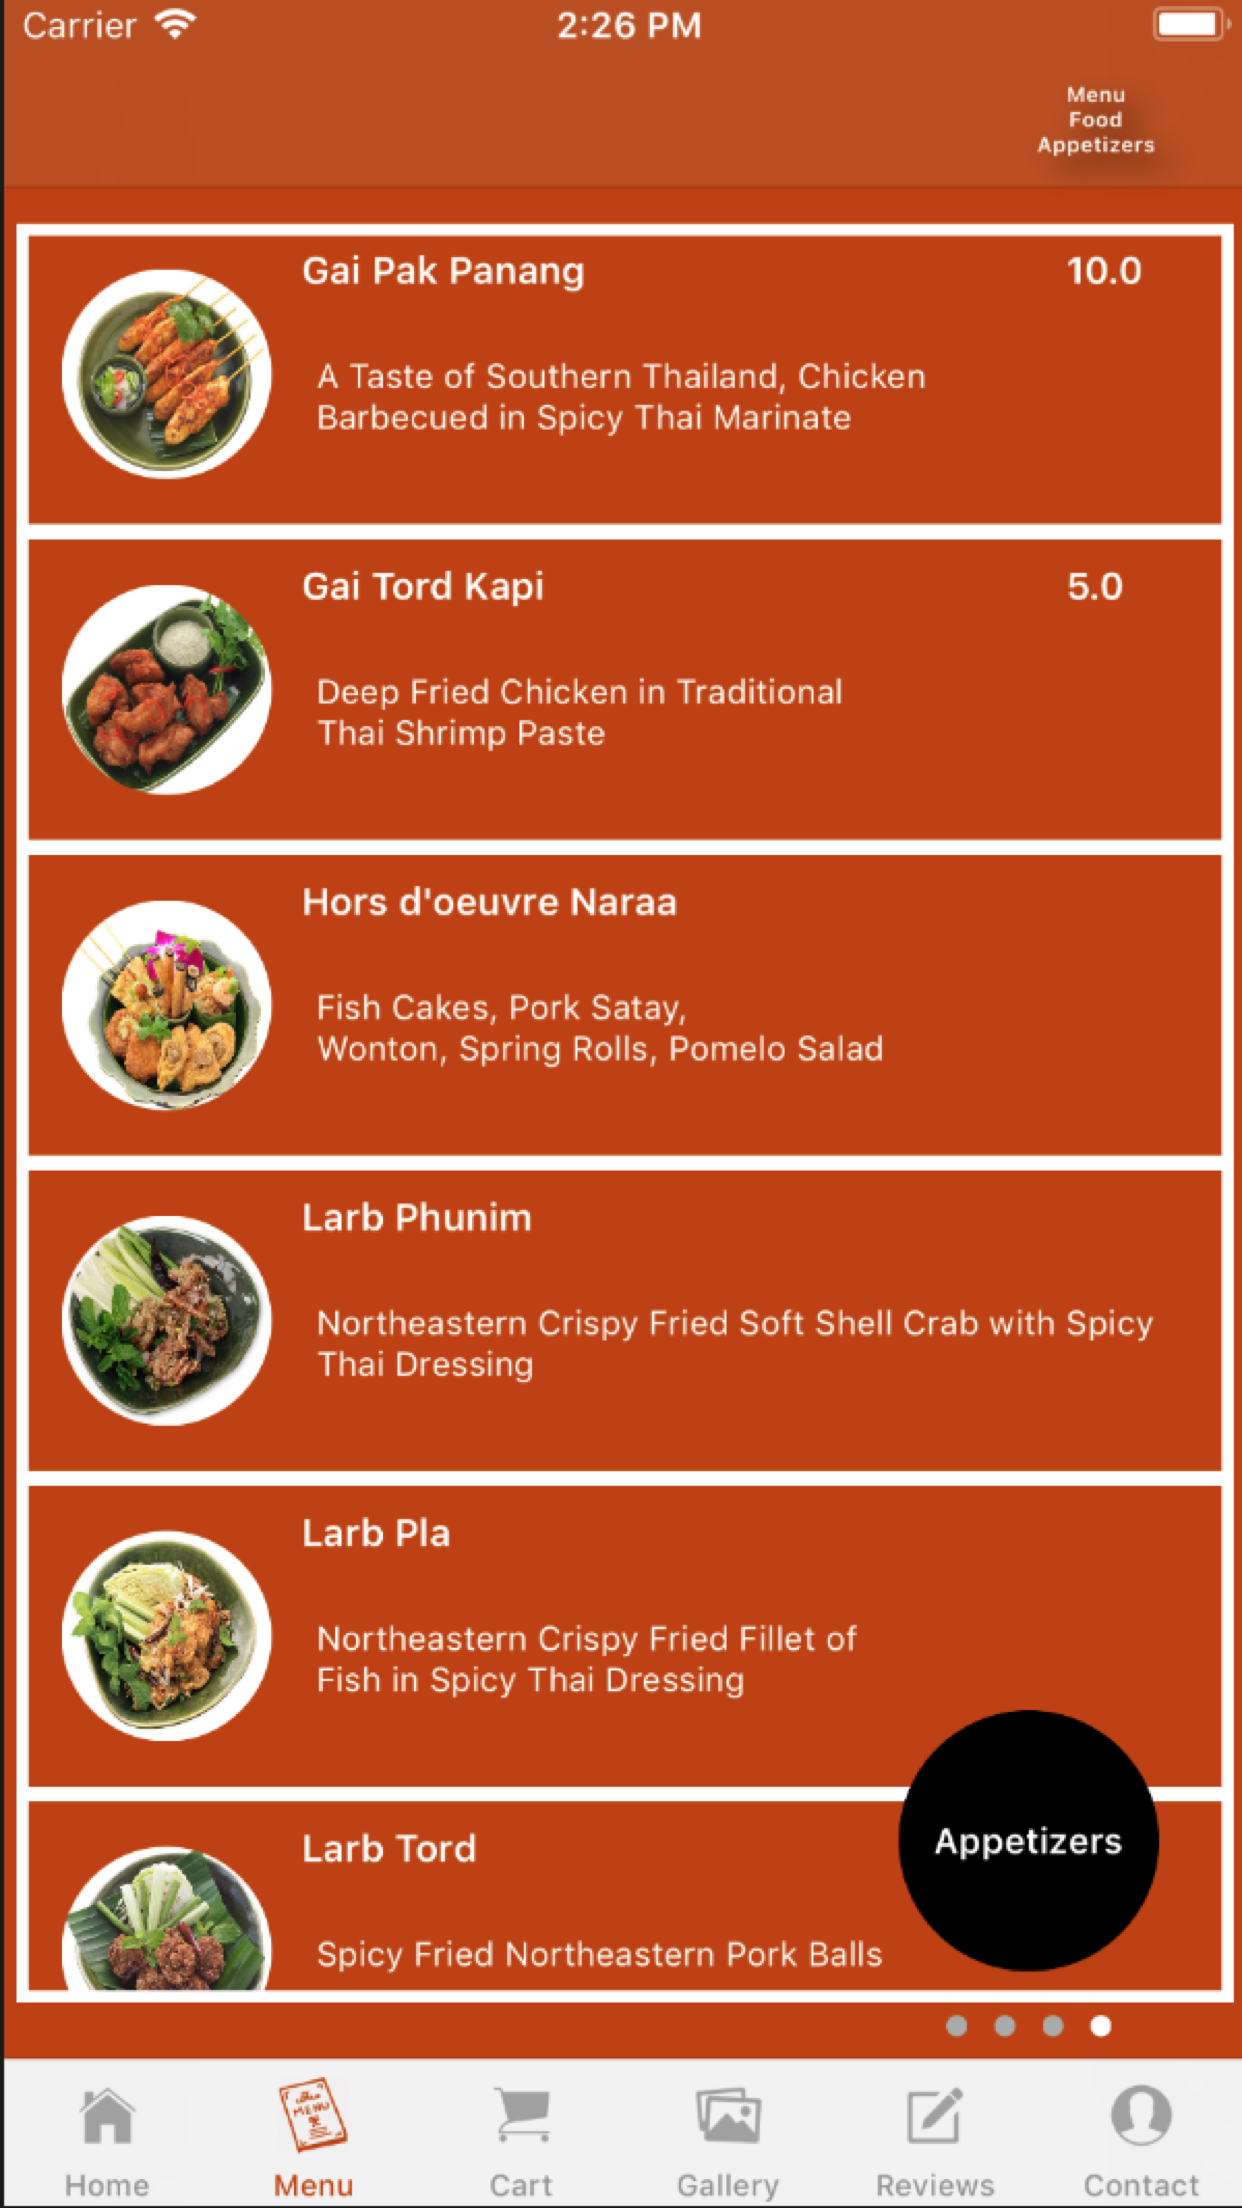 Carrier
2:26 PM
Menu
Food
Appetizers
Gai Pak Panang
10.0
A Taste of Southern Thailand, Chicken
Barbecued in Spicy Thai Marinate
Gai Tord Kapi
5.0
Deep Fried Chicken in Traditional
Thai Shrimp Paste
Hors d'oeuvre Naraa
Fish Cakes, Pork Satay,
Wonton, Spring Rolls, Pomelo Salad
Larb Phunim
Northeastern Crispy Fried Soft Shell Crab with Spicy
Thai Dressing
Larb Pla
Northeastern Crispy Fried Fillet of
Fish in Spicy Thai Dressing
Larb Tord
Spicy Fried Northeastern Pork Balls
Appetizers
MENU
Home
Menu
Cart
Gallery
Reviews
Contact